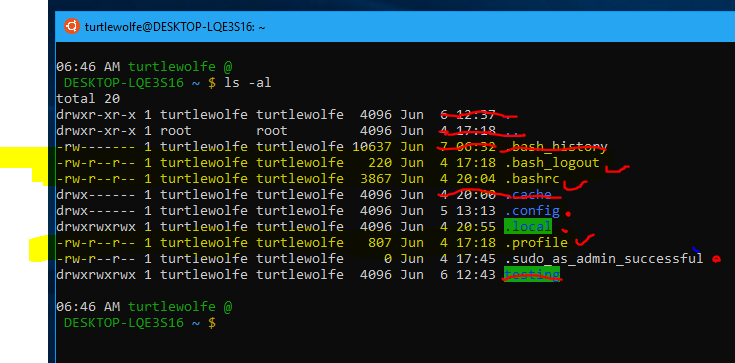 turtlewolfe@DESKTOP-LQE3S16: ~
06:46 AM turtlewolfe @
DESKTOP-LQE3S16 ~ $ ls -al
total 20
drwxr-xr-x 1 turtlewolfe turtlewolfe 4096 Jun 6 12:37 .
drwxr-xr-x 1 root root 4096 Jun 4 17:18 ..
-rw------- 1 turtlewolfe turtlewolfe 10637 Jun 7 06:32 .bash_history
-rw-r--r-- 1 turtlewolfe turtlewolfe 220 Jun 4 17:18 .bash_logout
-rw-r--r-- 1 turtlewolfe turtlewolfe 3867 Jun 4 20:04 .bashrc
drwx------ 1 turtlewolfe turtlewolfe 4096 Jun 4 20:00 .cache
drwx------ 1 turtlewolfe turtlewolfe 4096 Jun 5 13:13 .config
drwxrwxrwx 1 turtlewolfe turtlewolfe 4096 Jun 4 20:55 .local
-rw-r--r-- 1 turtlewolfe turtlewolfe 807 Jun 4 17:18 .profile
-rw-r--r-- 1 turtlewolfe turtlewolfe 0 Jun 4 17:45 .sudo_as_admin_successful
drwxrwxrwx 1 turtlewolfe turtlewolfe 4096 Jun 6 12:43 testing
06:46 AM turtlewolfe @
DESKTOP-LQE3S16 ~ $